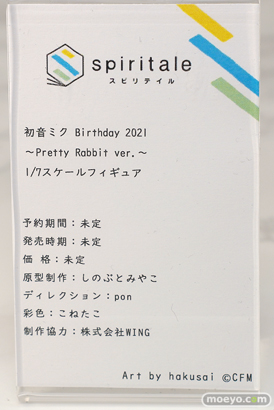 spiritale
スピリテイル
初音ミク Birthday 2021
～Pretty Rabbit ver.～
1/7スケールフィギュア
予約期間：未定
発売時期：未定
価 格：未定
原型制作：しのぶとみやこ
ディレクション：pon
彩色：こねたこ
制作協力：株式会社WING
Art by hakusai ©CFM
moeyo.com